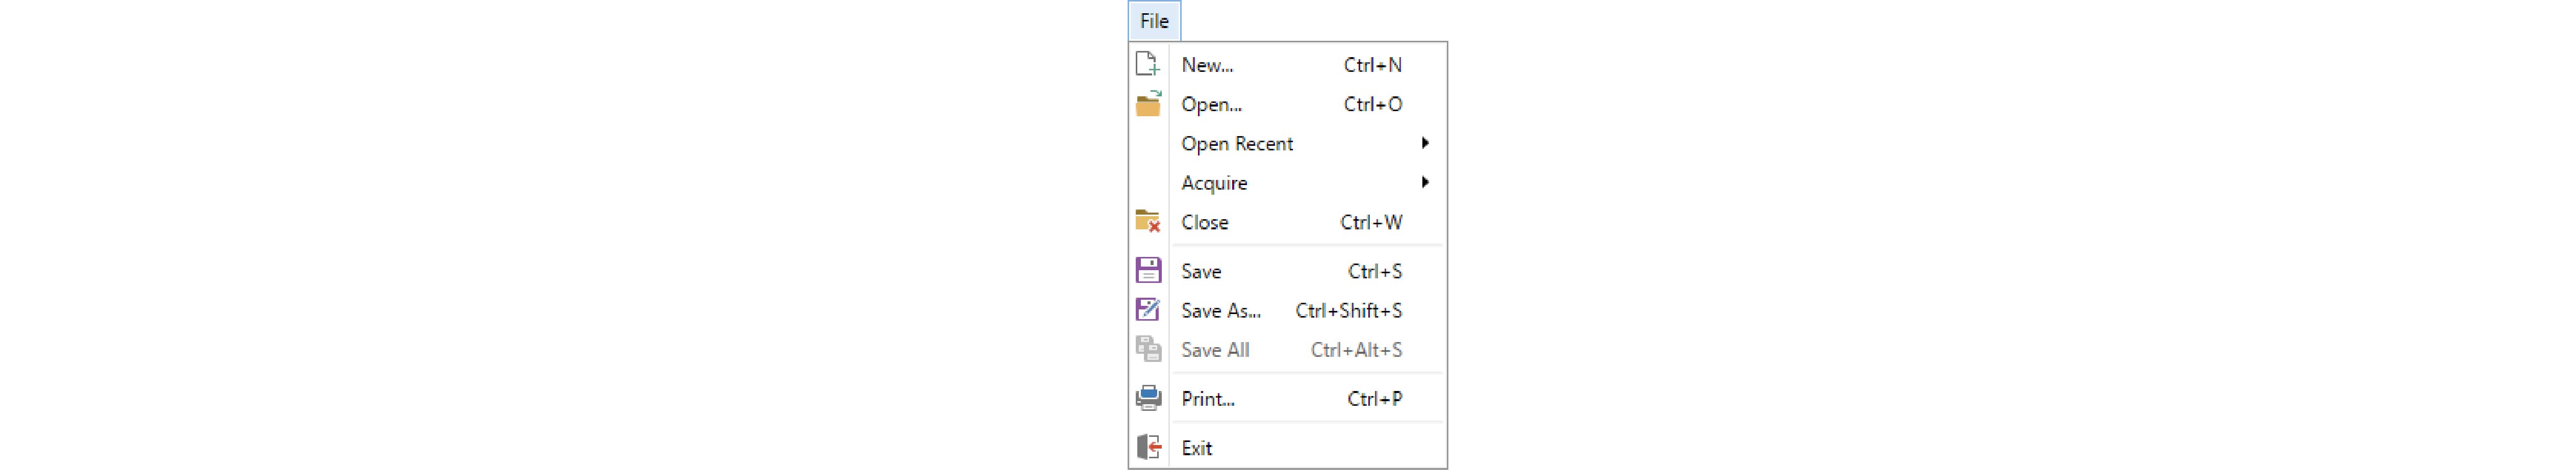 File
New... Ctrl+N
Open... Ctrl+O
Open Recent
Acquire
Close Ctrl+W
Save Ctrl+S
Save As... Ctrl+Shift+S
Save All Ctrl+Alt+S
Print... Ctrl+P
Exit